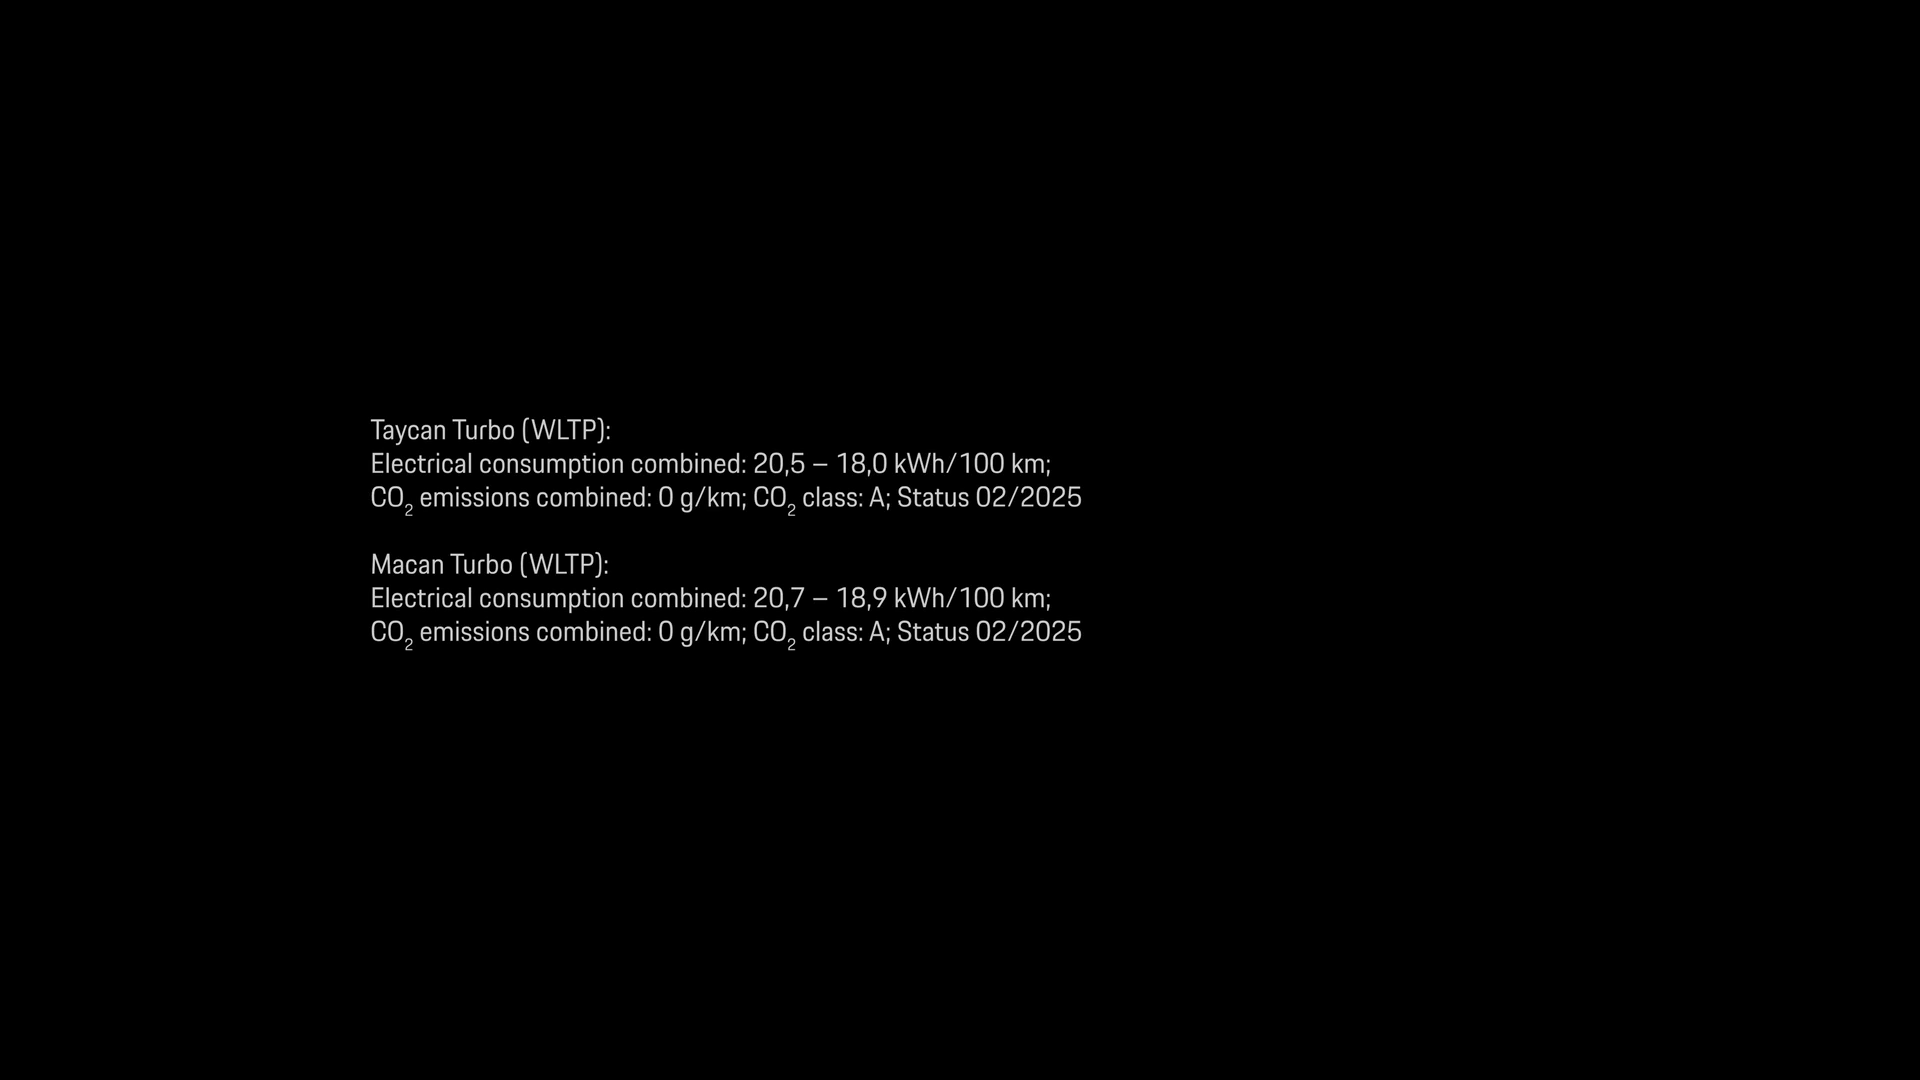 Taycan Turbo (WLTP):
Electrical consumption combined: 20,5 – 18,0 kWh/100 km;
CO₂ emissions combined: 0 g/km; CO₂ class: A; Status 02/2025
Macan Turbo (WLTP):
Electrical consumption combined: 20,7 – 18,9 kWh/100 km;
CO₂ emissions combined: 0 g/km; CO₂ class: A; Status 02/2025